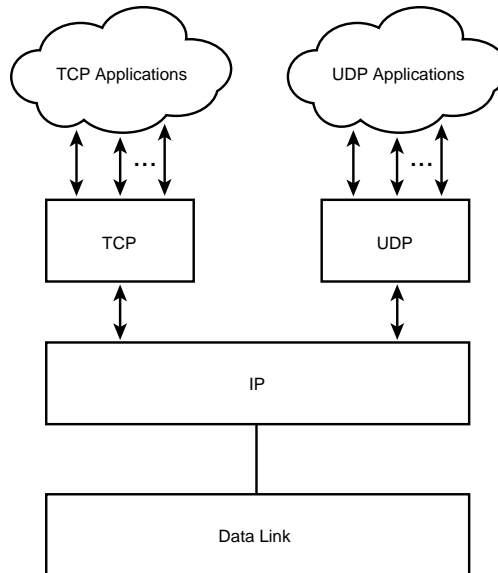 TCP Applications
UDP Applications
...
...
TCP
UDP
IP
Data Link